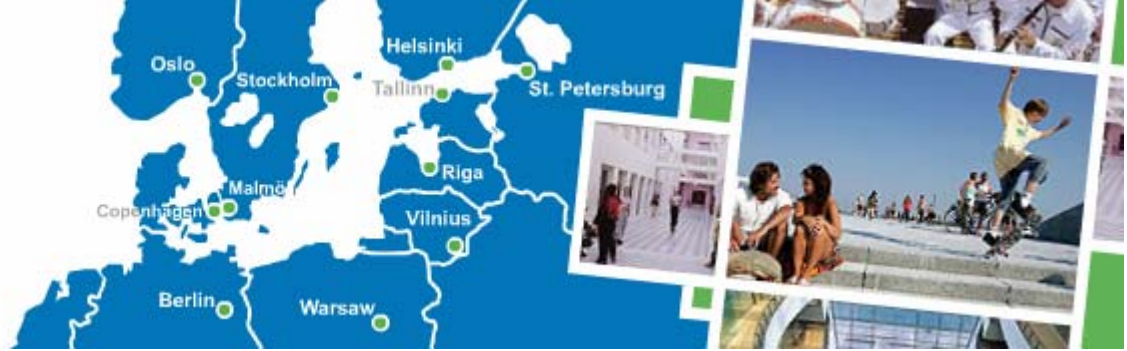 Helsinki
Oslo
Stockholm
Tallinn
St. Petersburg
Riga
Malmö
Copenhagen
Vilnius
Berlin
Warsaw